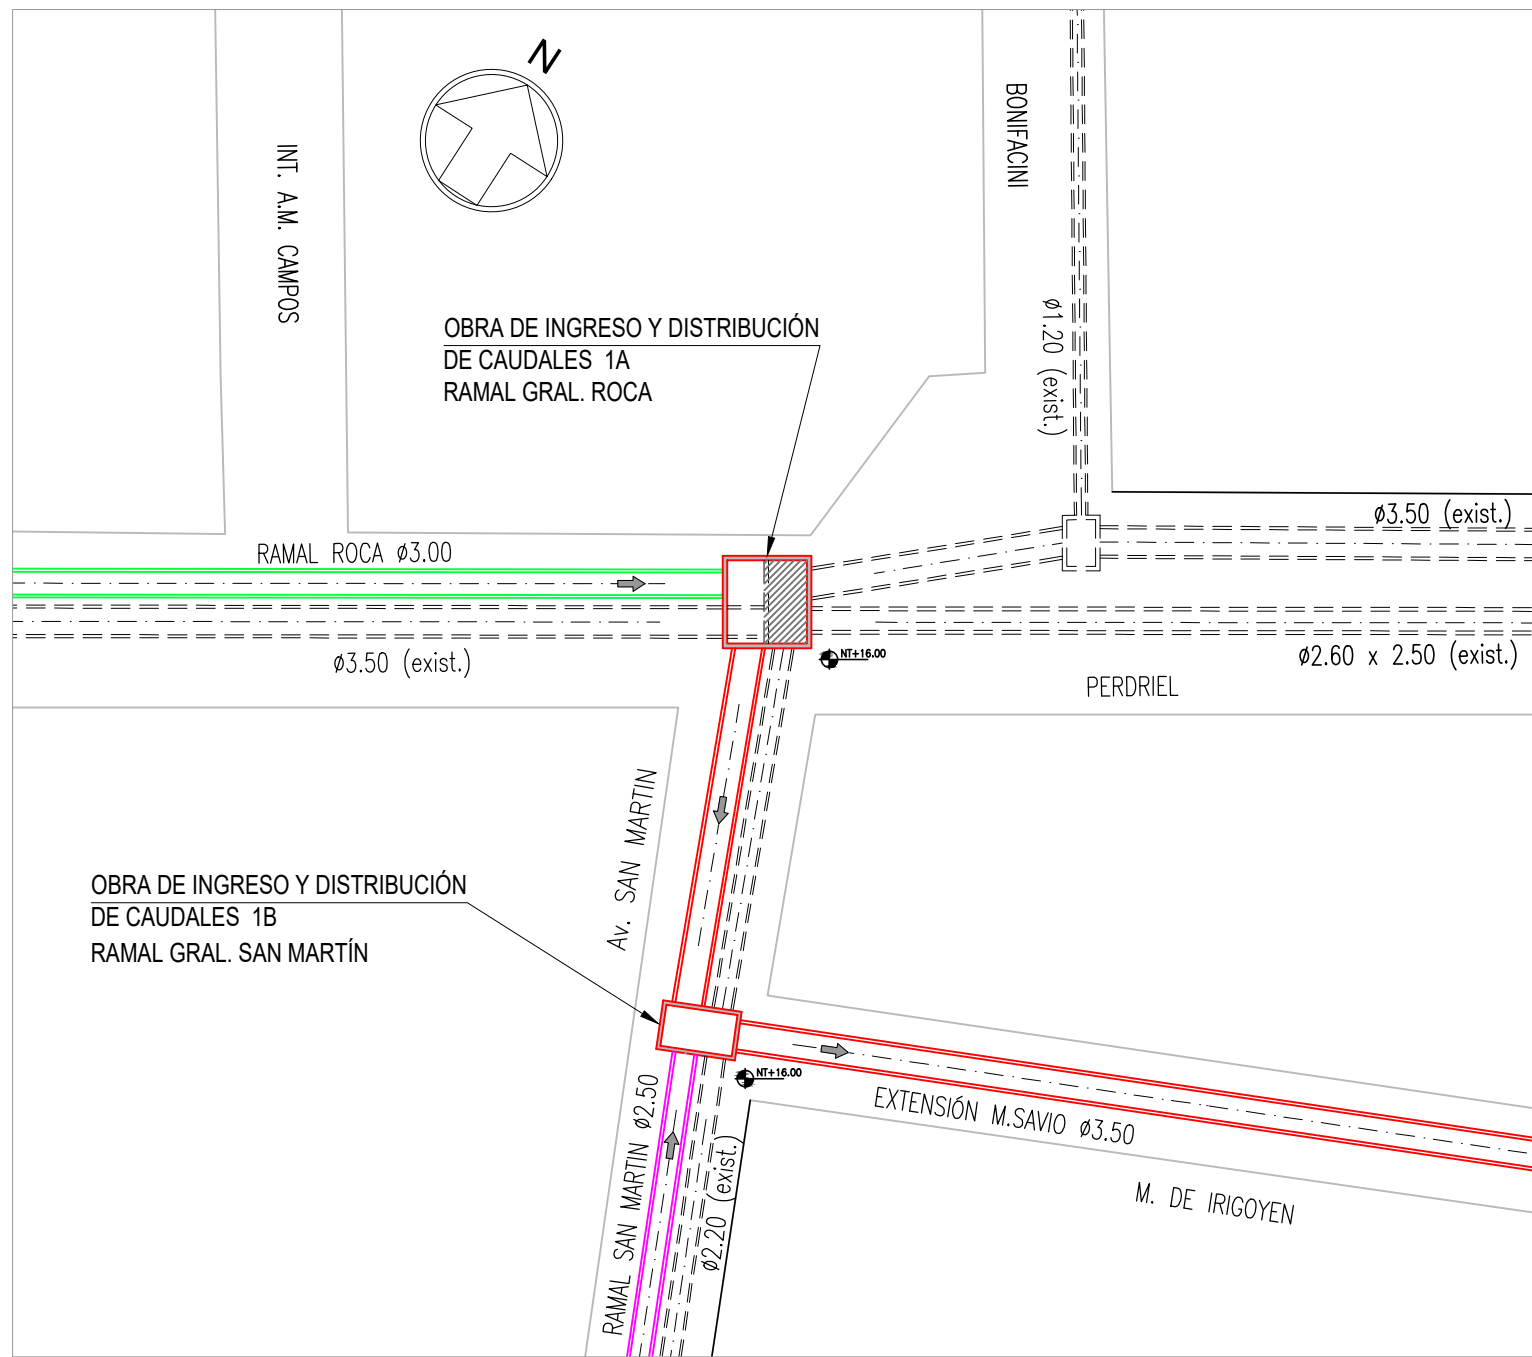 N
BONIFACINI
INT. A.M. CAMPOS
ø1.20 (exist.)
OBRA DE INGRESO Y DISTRIBUCIÓN
DE CAUDALES 1A
RAMAL GRAL. ROCA
ø3.50 (exist.)
RAMAL ROCA ø3.00
ø3.50 (exist.)
NT+16.00
ø2.60 x 2.50 (exist.)
PERDRIEL
Av. SAN MARTIN
OBRA DE INGRESO Y DISTRIBUCIÓN
DE CAUDALES 1B
RAMAL GRAL. SAN MARTÍN
NT+16.00
EXTENSIÓN M.SAVIO ø3.50
RAMAL SAN MARTIN ø2.50
ø2.20 (exist.)
M. DE IRIGOYEN